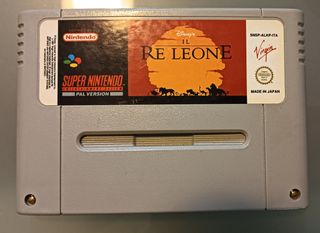 Nintendo
Disney's
IL
RE LEONE
SNSP-ALKP-ITA
Virgin
SUPER NINTENDO
ENTERTAINMENT SYSTEM
PAL VERSION
MADE IN JAPAN